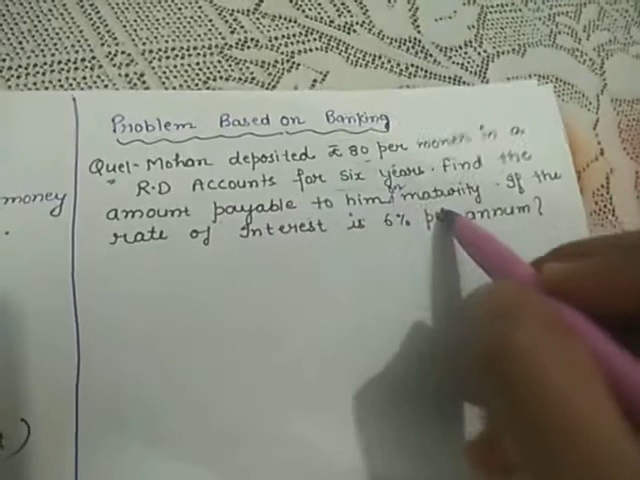 money
.
)
Problem Based on Banking
Quel- Mohan deposited ₹ 80 per month in a
R.D Accounts for six years. Find the
amount payable to him on maturity. If the
rate of interest is 6% per annum?